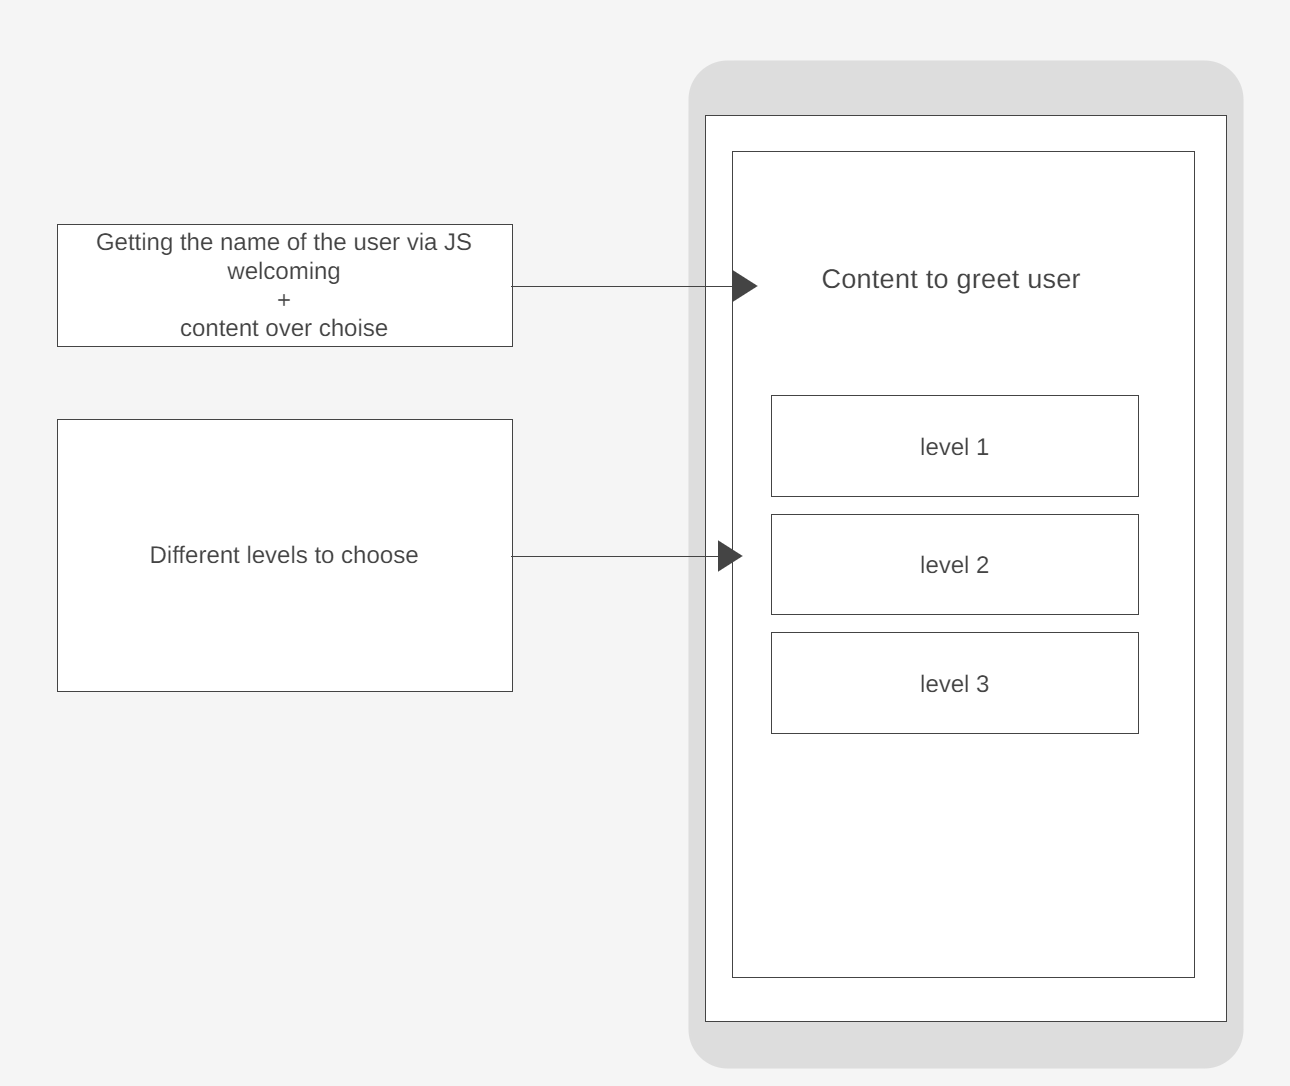 Getting the name of the user via JS
welcoming
+
content over choise
Different levels to choose
Content to greet user
level 1
level 2
level 3